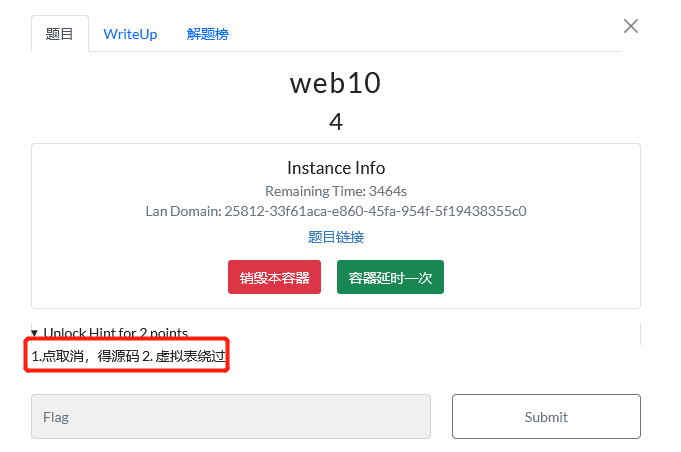 题目 WriteUp 解题榜
web10
4
Instance Info
Remaining Time: 3464s
Lan Domain: 25812-33f61aca-e860-45fa-954f-5f19438355c0
题目链接
销毁本容器 容器延时一次
Unlock Hint for 2 points
1.点取消，得源码 2. 虚拟表绕过
Flag Submit